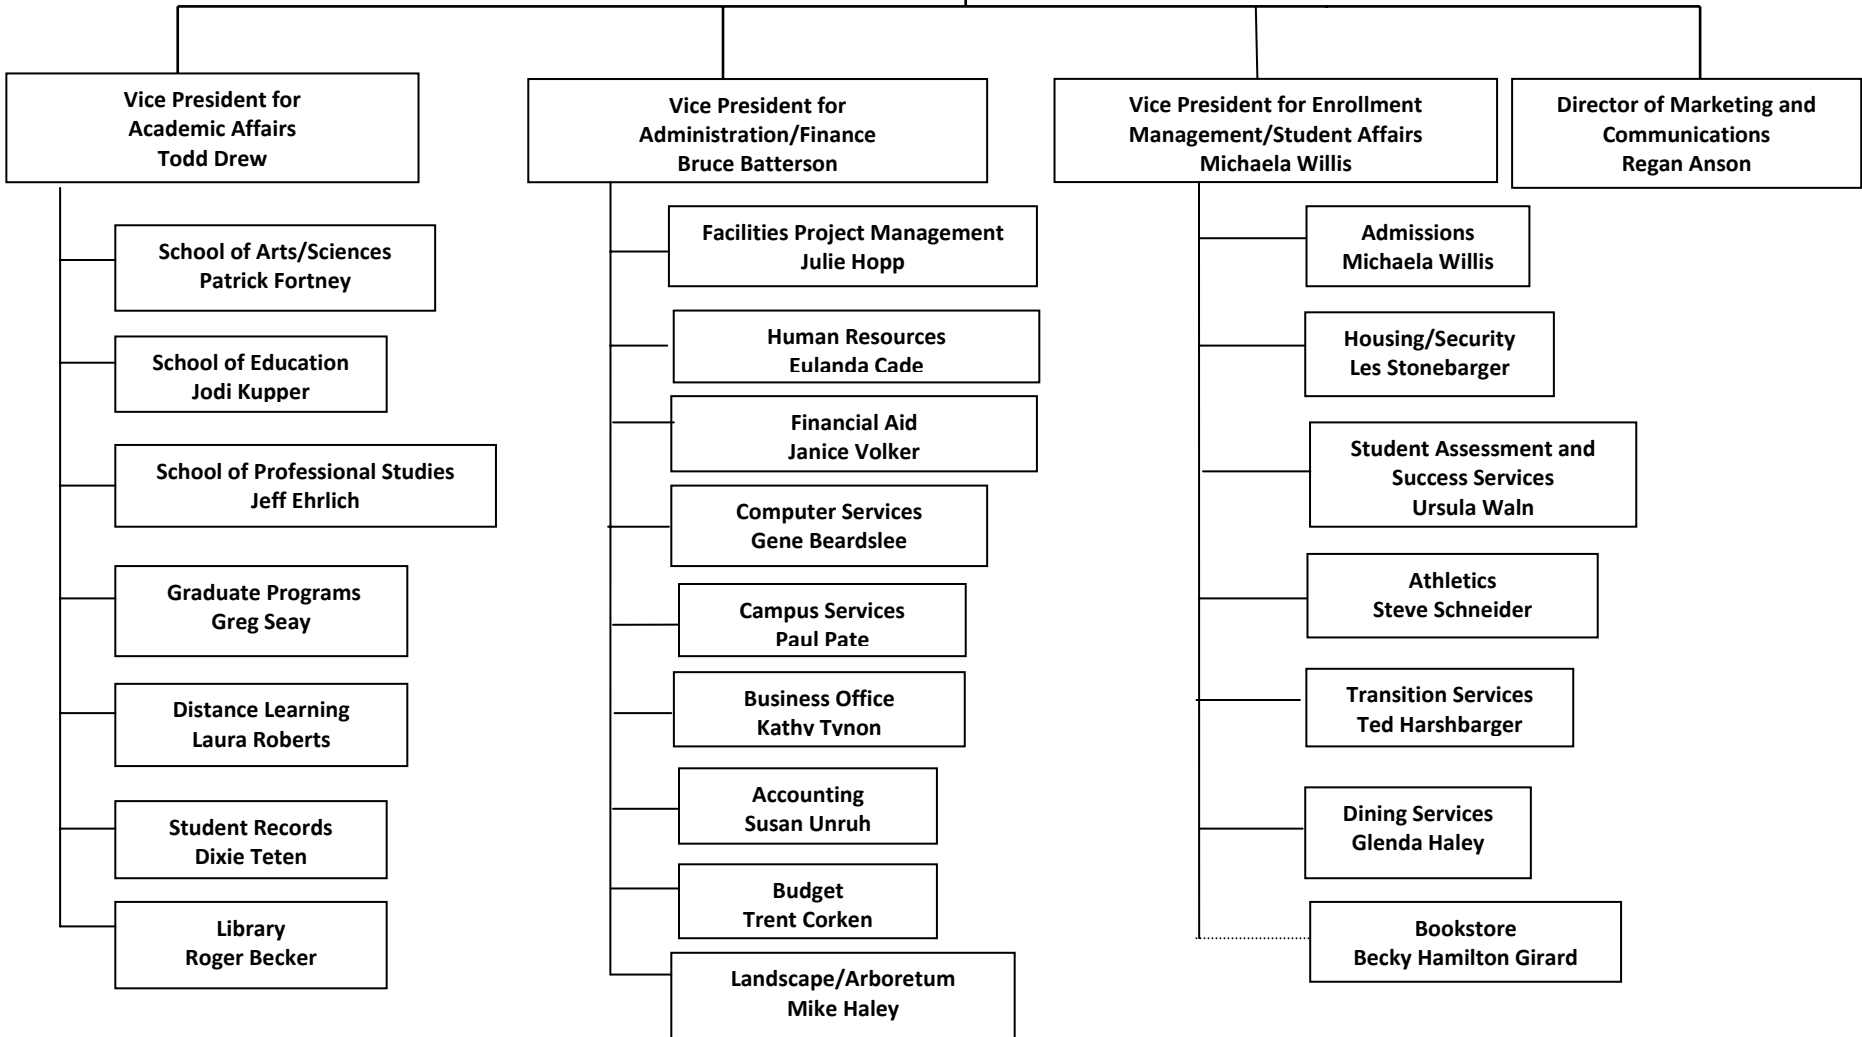 Vice President for
Academic Affairs
Todd Drew
Vice President for
Administration/Finance
Bruce Batterson
Vice President for Enrollment
Management/Student Affairs
Michaela Willis
Director of Marketing and
Communications
Regan Anson
School of Arts/Sciences
Patrick Fortney
School of Education
Jodi Kupper
School of Professional Studies
Jeff Ehrlich
Graduate Programs
Greg Seay
Distance Learning
Laura Roberts
Student Records
Dixie Teten
Library
Roger Becker
Facilities Project Management
Julie Hopp
Human Resources
Eulanda Cade
Financial Aid
Janice Volker
Computer Services
Gene Beardslee
Campus Services
Paul Pate
Business Office
Kathy Tynon
Accounting
Susan Unruh
Budget
Trent Corken
Landscape/Arboretum
Mike Haley
Admissions
Michaela Willis
Housing/Security
Les Stonebarger
Student Assessment and
Success Services
Ursula Waln
Athletics
Steve Schneider
Transition Services
Ted Harshbarger
Dining Services
Glenda Haley
Bookstore
Becky Hamilton Girard